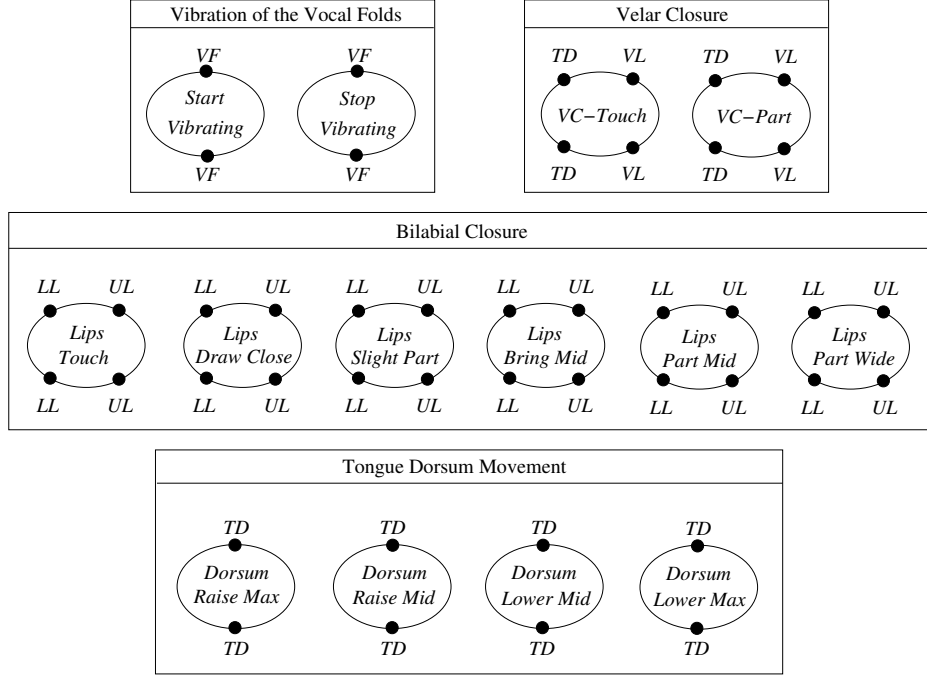 Vibration of the Vocal Folds
VF VF
Start Stop
Vibrating Vibrating
VF VF
Velar Closure
TD VL TD VL
VC−Touch VC−Part
TD VL TD VL
Bilabial Closure
LL UL LL UL LL UL LL UL LL UL LL UL
Lips Lips Lips Lips Lips Lips
Touch Draw Close Slight Part Bring Mid Part Mid Part Wide
LL UL LL UL LL UL LL UL LL UL LL UL
Tongue Dorsum Movement
TD TD TD TD
Dorsum Dorsum Dorsum Dorsum
Raise Max Raise Mid Lower Mid Lower Max
TD TD TD TD